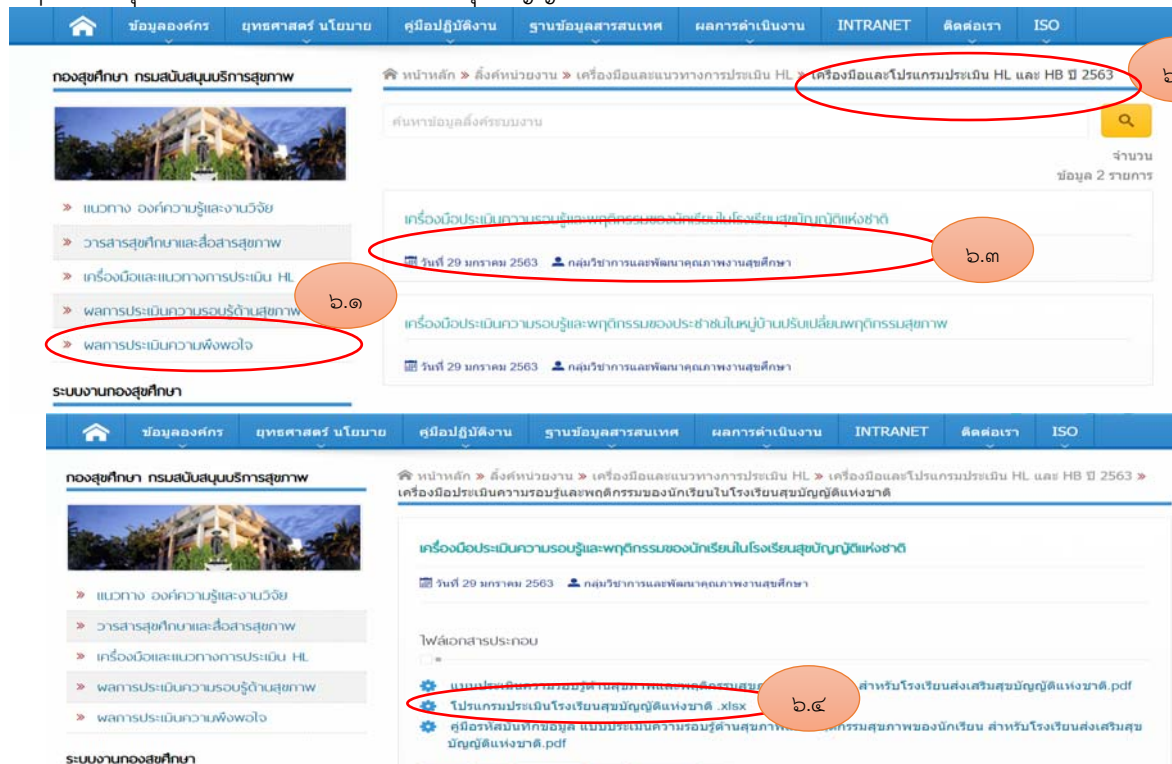 ข้อมูลองค์กร ยุทธศาสตร์ นโยบาย คู่มือปฏิบัติงาน ฐานข้อมูลสารสนเทศ ผลการดำเนินงาน INTRANET ติดต่อเรา ISO
กองสุขศึกษา กรมสนับสนุนบริการสุขภาพ
หน้าหลัก » ลิ้งค์หน่วยงาน » เครื่องมือและแนวทางการประเมิน HL » เครื่องมือและโปรแกรมประเมิน HL และ HB ปี 2563
ค้นหาข้อมูลลิ้งค์ระบบงาน
จำนวน
ข้อมูล 2 รายการ
» แนวทาง องค์ความรู้และงานวิจัย
» วารสารสุขศึกษาและสื่อสารสุขภาพ
» เครื่องมือและแนวทางการประเมิน HL
» ผลการประเมินความรอบรู้ด้านสุขภาพ
» ผลการประเมินความพึงพอใจ
๖.๑
ระบบงานกองสุขศึกษา
เครื่องมือประเมินความรอบรู้และพฤติกรรมของนักเรียนในโรงเรียนสุขบัญญัติแห่งชาติ
วันที่ 29 มกราคม 2563 กลุ่มวิชาการและพัฒนาคุณภาพงานสุขศึกษา
๖.๓
เครื่องมือประเมินความรอบรู้และพฤติกรรมของประชาชนในหมู่บ้านปรับเปลี่ยนพฤติกรรมสุขภาพ
วันที่ 29 มกราคม 2563 กลุ่มวิชาการและพัฒนาคุณภาพงานสุขศึกษา
ข้อมูลองค์กร ยุทธศาสตร์ นโยบาย คู่มือปฏิบัติงาน ฐานข้อมูลสารสนเทศ ผลการดำเนินงาน INTRANET ติดต่อเรา ISO
กองสุขศึกษา กรมสนับสนุนบริการสุขภาพ
หน้าหลัก » ลิ้งค์หน่วยงาน » เครื่องมือและแนวทางการประเมิน HL » เครื่องมือและโปรแกรมประเมิน HL และ HB ปี 2563 »
เครื่องมือประเมินความรอบรู้และพฤติกรรมของนักเรียนในโรงเรียนสุขบัญญัติแห่งชาติ
» แนวทาง องค์ความรู้และงานวิจัย
» วารสารสุขศึกษาและสื่อสารสุขภาพ
» เครื่องมือและแนวทางการประเมิน HL
» ผลการประเมินความรอบรู้ด้านสุขภาพ
» ผลการประเมินความพึงพอใจ
ระบบงานกองสุขศึกษา
เครื่องมือประเมินความรอบรู้และพฤติกรรมของนักเรียนในโรงเรียนสุขบัญญัติแห่งชาติ
วันที่ 29 มกราคม 2563 กลุ่มวิชาการและพัฒนาคุณภาพงานสุขศึกษา
ไฟล์เอกสารประกอบ
แบบประเมินความรอบรู้ด้านสุขภาพและพฤติกรรมสุขภาพ สำหรับโรงเรียนส่งเสริมสุขบัญญัติแห่งชาติ.pdf
โปรแกรมประเมินโรงเรียนสุขบัญญัติแห่งชาติ .xlsx
๖.๔
คู่มือรหัสบันทึกข้อมูล แบบประเมินความรอบรู้ด้านสุขภาพ พฤติกรรมสุขภาพของนักเรียน สำหรับโรงเรียนส่งเสริมสุข
บัญญัติแห่งชาติ.pdf